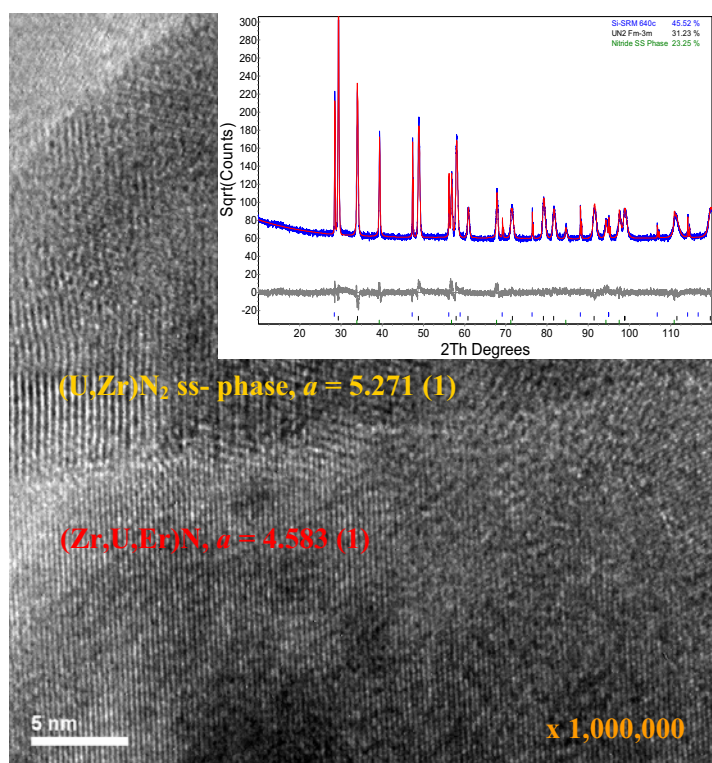 Si-SRM 640c 45.52 %
UN2 Fm-3m 31.23 %
Nitride SS Phase 23.25 %
300
280
260
240
220
200
180
160
140
120
100
80
60
40
20
0
-20
Sqrt(Counts)
20 30 40 50 60 70 80 90 100 110
2Th Degrees
(U,Zr)N₂ ss- phase, a = 5.271 (1)
(Zr,U,Er)N, a = 4.583 (1)
5 nm
x 1,000,000